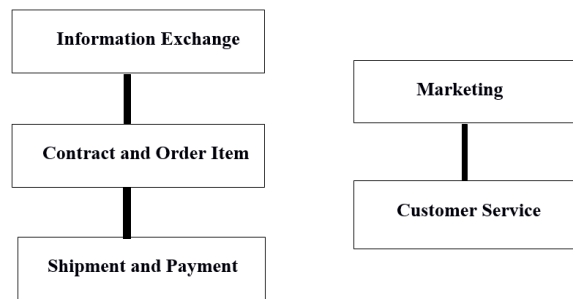 Information Exchange
Contract and Order Item
Shipment and Payment
Marketing
Customer Service